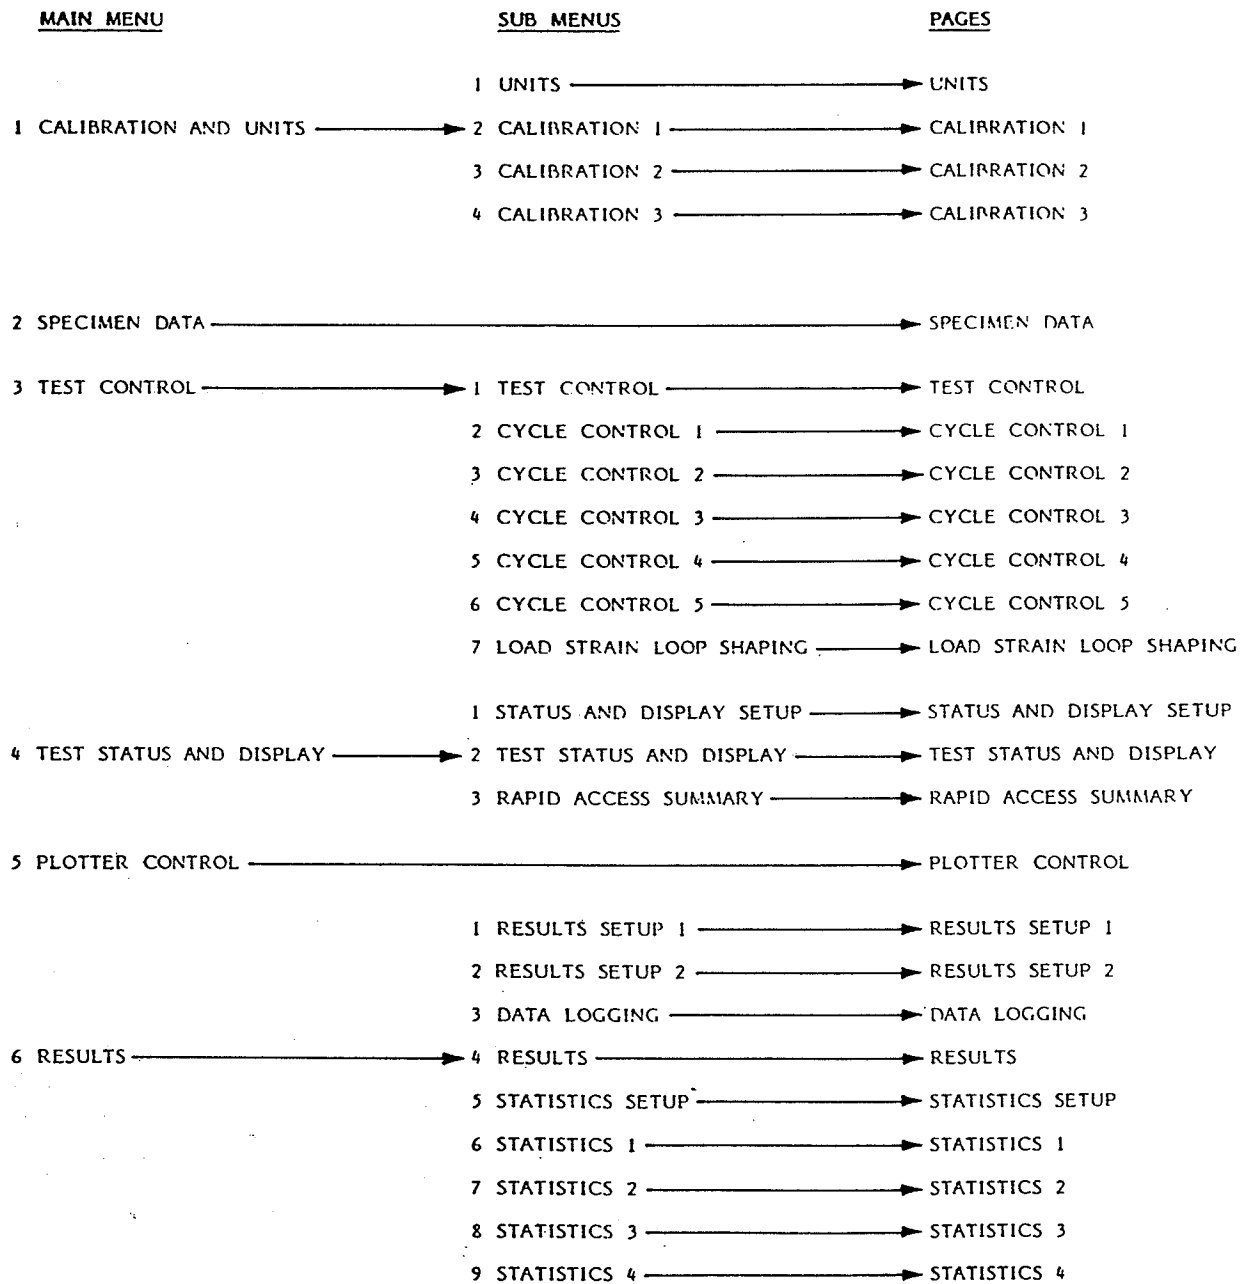 MAIN MENU SUB MENUS PAGES
1 UNITS UNITS
1 CALIBRATION AND UNITS 2 CALIBRATION 1 CALIBRATION 1
3 CALIBRATION 2 CALIBRATION 2
4 CALIBRATION 3 CALIBRATION 3
2 SPECIMEN DATA SPECIMEN DATA
3 TEST CONTROL 1 TEST CONTROL TEST CONTROL
2 CYCLE CONTROL 1 CYCLE CONTROL 1
3 CYCLE CONTROL 2 CYCLE CONTROL 2
4 CYCLE CONTROL 3 CYCLE CONTROL 3
5 CYCLE CONTROL 4 CYCLE CONTROL 4
6 CYCLE CONTROL 5 CYCLE CONTROL 5
7 LOAD STRAIN LOOP SHAPING LOAD STRAIN LOOP SHAPING
1 STATUS AND DISPLAY SETUP STATUS AND DISPLAY SETUP
4 TEST STATUS AND DISPLAY 2 TEST STATUS AND DISPLAY TEST STATUS AND DISPLAY
3 RAPID ACCESS SUMMARY RAPID ACCESS SUMMARY
5 PLOTTER CONTROL PLOTTER CONTROL
1 RESULTS SETUP 1 RESULTS SETUP 1
2 RESULTS SETUP 2 RESULTS SETUP 2
3 DATA LOGGING DATA LOGGING
6 RESULTS 4 RESULTS RESULTS
5 STATISTICS SETUP STATISTICS SETUP
6 STATISTICS 1 STATISTICS 1
7 STATISTICS 2 STATISTICS 2
8 STATISTICS 3 STATISTICS 3
9 STATISTICS 4 STATISTICS 4